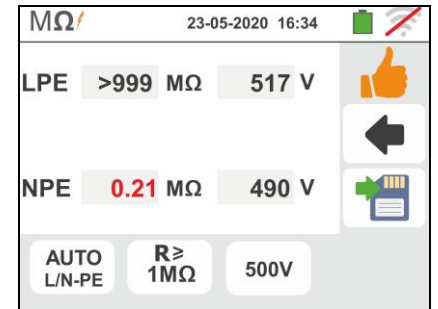 MΩ 23-05-2020 16:34
LPE >999 MΩ 517 V
NPE 0.21 MΩ 490 V
AUTO R≥ 500V
L/N-PE 1MΩ